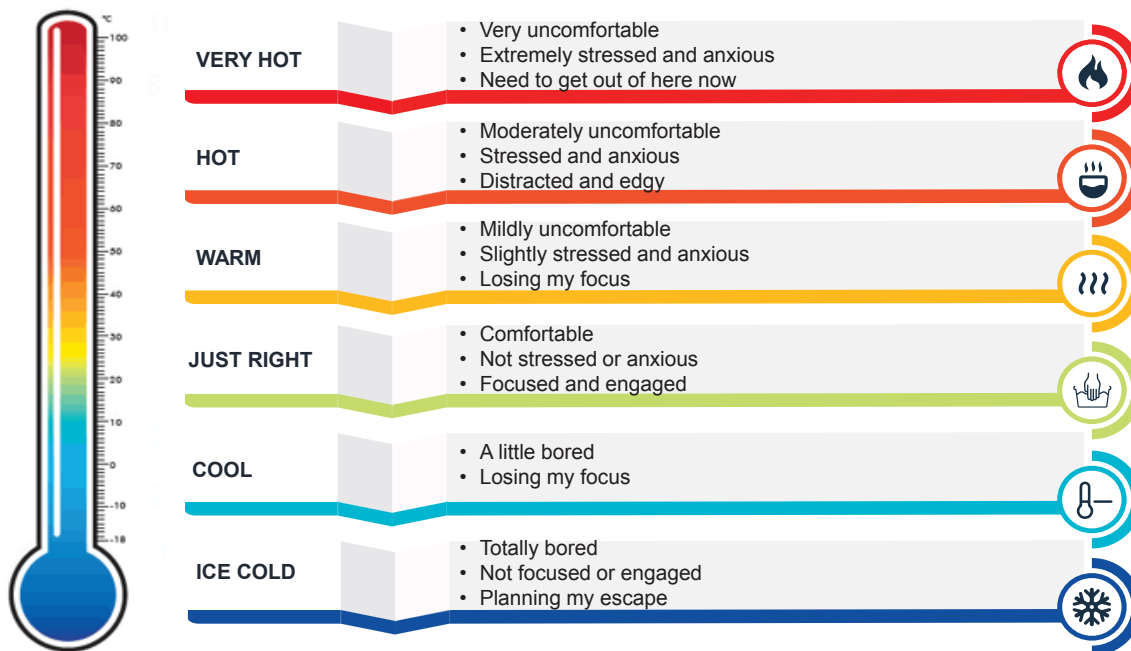 °C
100
90
80
70
60
50
40
30
20
10
0
-10
-18
VERY HOT
• Very uncomfortable
• Extremely stressed and anxious
• Need to get out of here now
HOT
• Moderately uncomfortable
• Stressed and anxious
• Distracted and edgy
WARM
• Mildly uncomfortable
• Slightly stressed and anxious
• Losing my focus
JUST RIGHT
• Comfortable
• Not stressed or anxious
• Focused and engaged
COOL
• A little bored
• Losing my focus
ICE COLD
• Totally bored
• Not focused or engaged
• Planning my escape